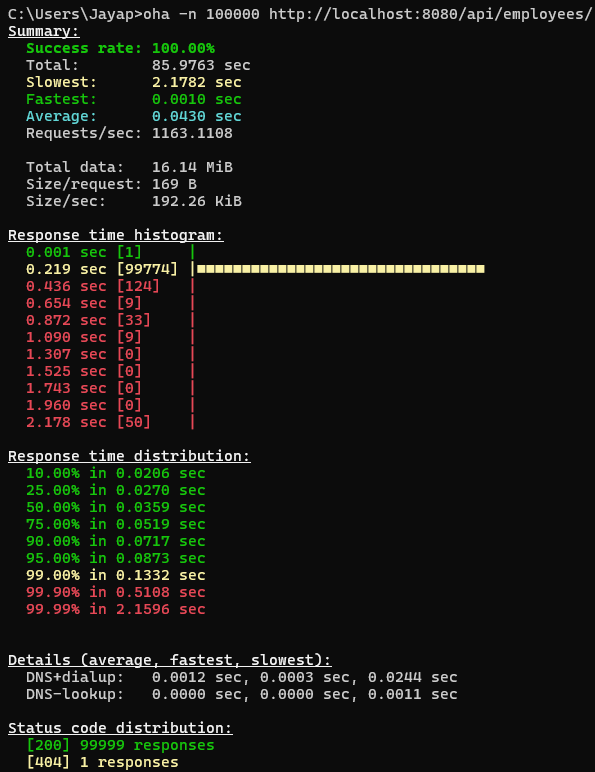 C:\Users\Jayap>oha -n 100000 http://localhost:8080/api/employees/
Summary:
Success rate: 100.00%
Total: 85.9763 sec
Slowest: 2.1782 sec
Fastest: 0.0010 sec
Average: 0.0430 sec
Requests/sec: 1163.1108
Total data: 16.14 MiB
Size/request: 169 B
Size/sec: 192.26 KiB
Response time histogram:
0.001 sec [1] |
0.219 sec [99774] |■■■■■■■■■■■■■■■■■■■■■■■■■■■■■■■■
0.436 sec [124] |
0.654 sec [9] |
0.872 sec [33] |
1.090 sec [9] |
1.307 sec [0] |
1.525 sec [0] |
1.743 sec [0] |
1.960 sec [0] |
2.178 sec [50] |
Response time distribution:
10.00% in 0.0206 sec
25.00% in 0.0270 sec
50.00% in 0.0359 sec
75.00% in 0.0519 sec
90.00% in 0.0717 sec
95.00% in 0.0873 sec
99.00% in 0.1332 sec
99.90% in 0.5108 sec
99.99% in 2.1596 sec
Details (average, fastest, slowest):
DNS+dialup: 0.0012 sec, 0.0003 sec, 0.0244 sec
DNS-lookup: 0.0000 sec, 0.0000 sec, 0.0011 sec
Status code distribution:
[200] 99999 responses
[404] 1 responses